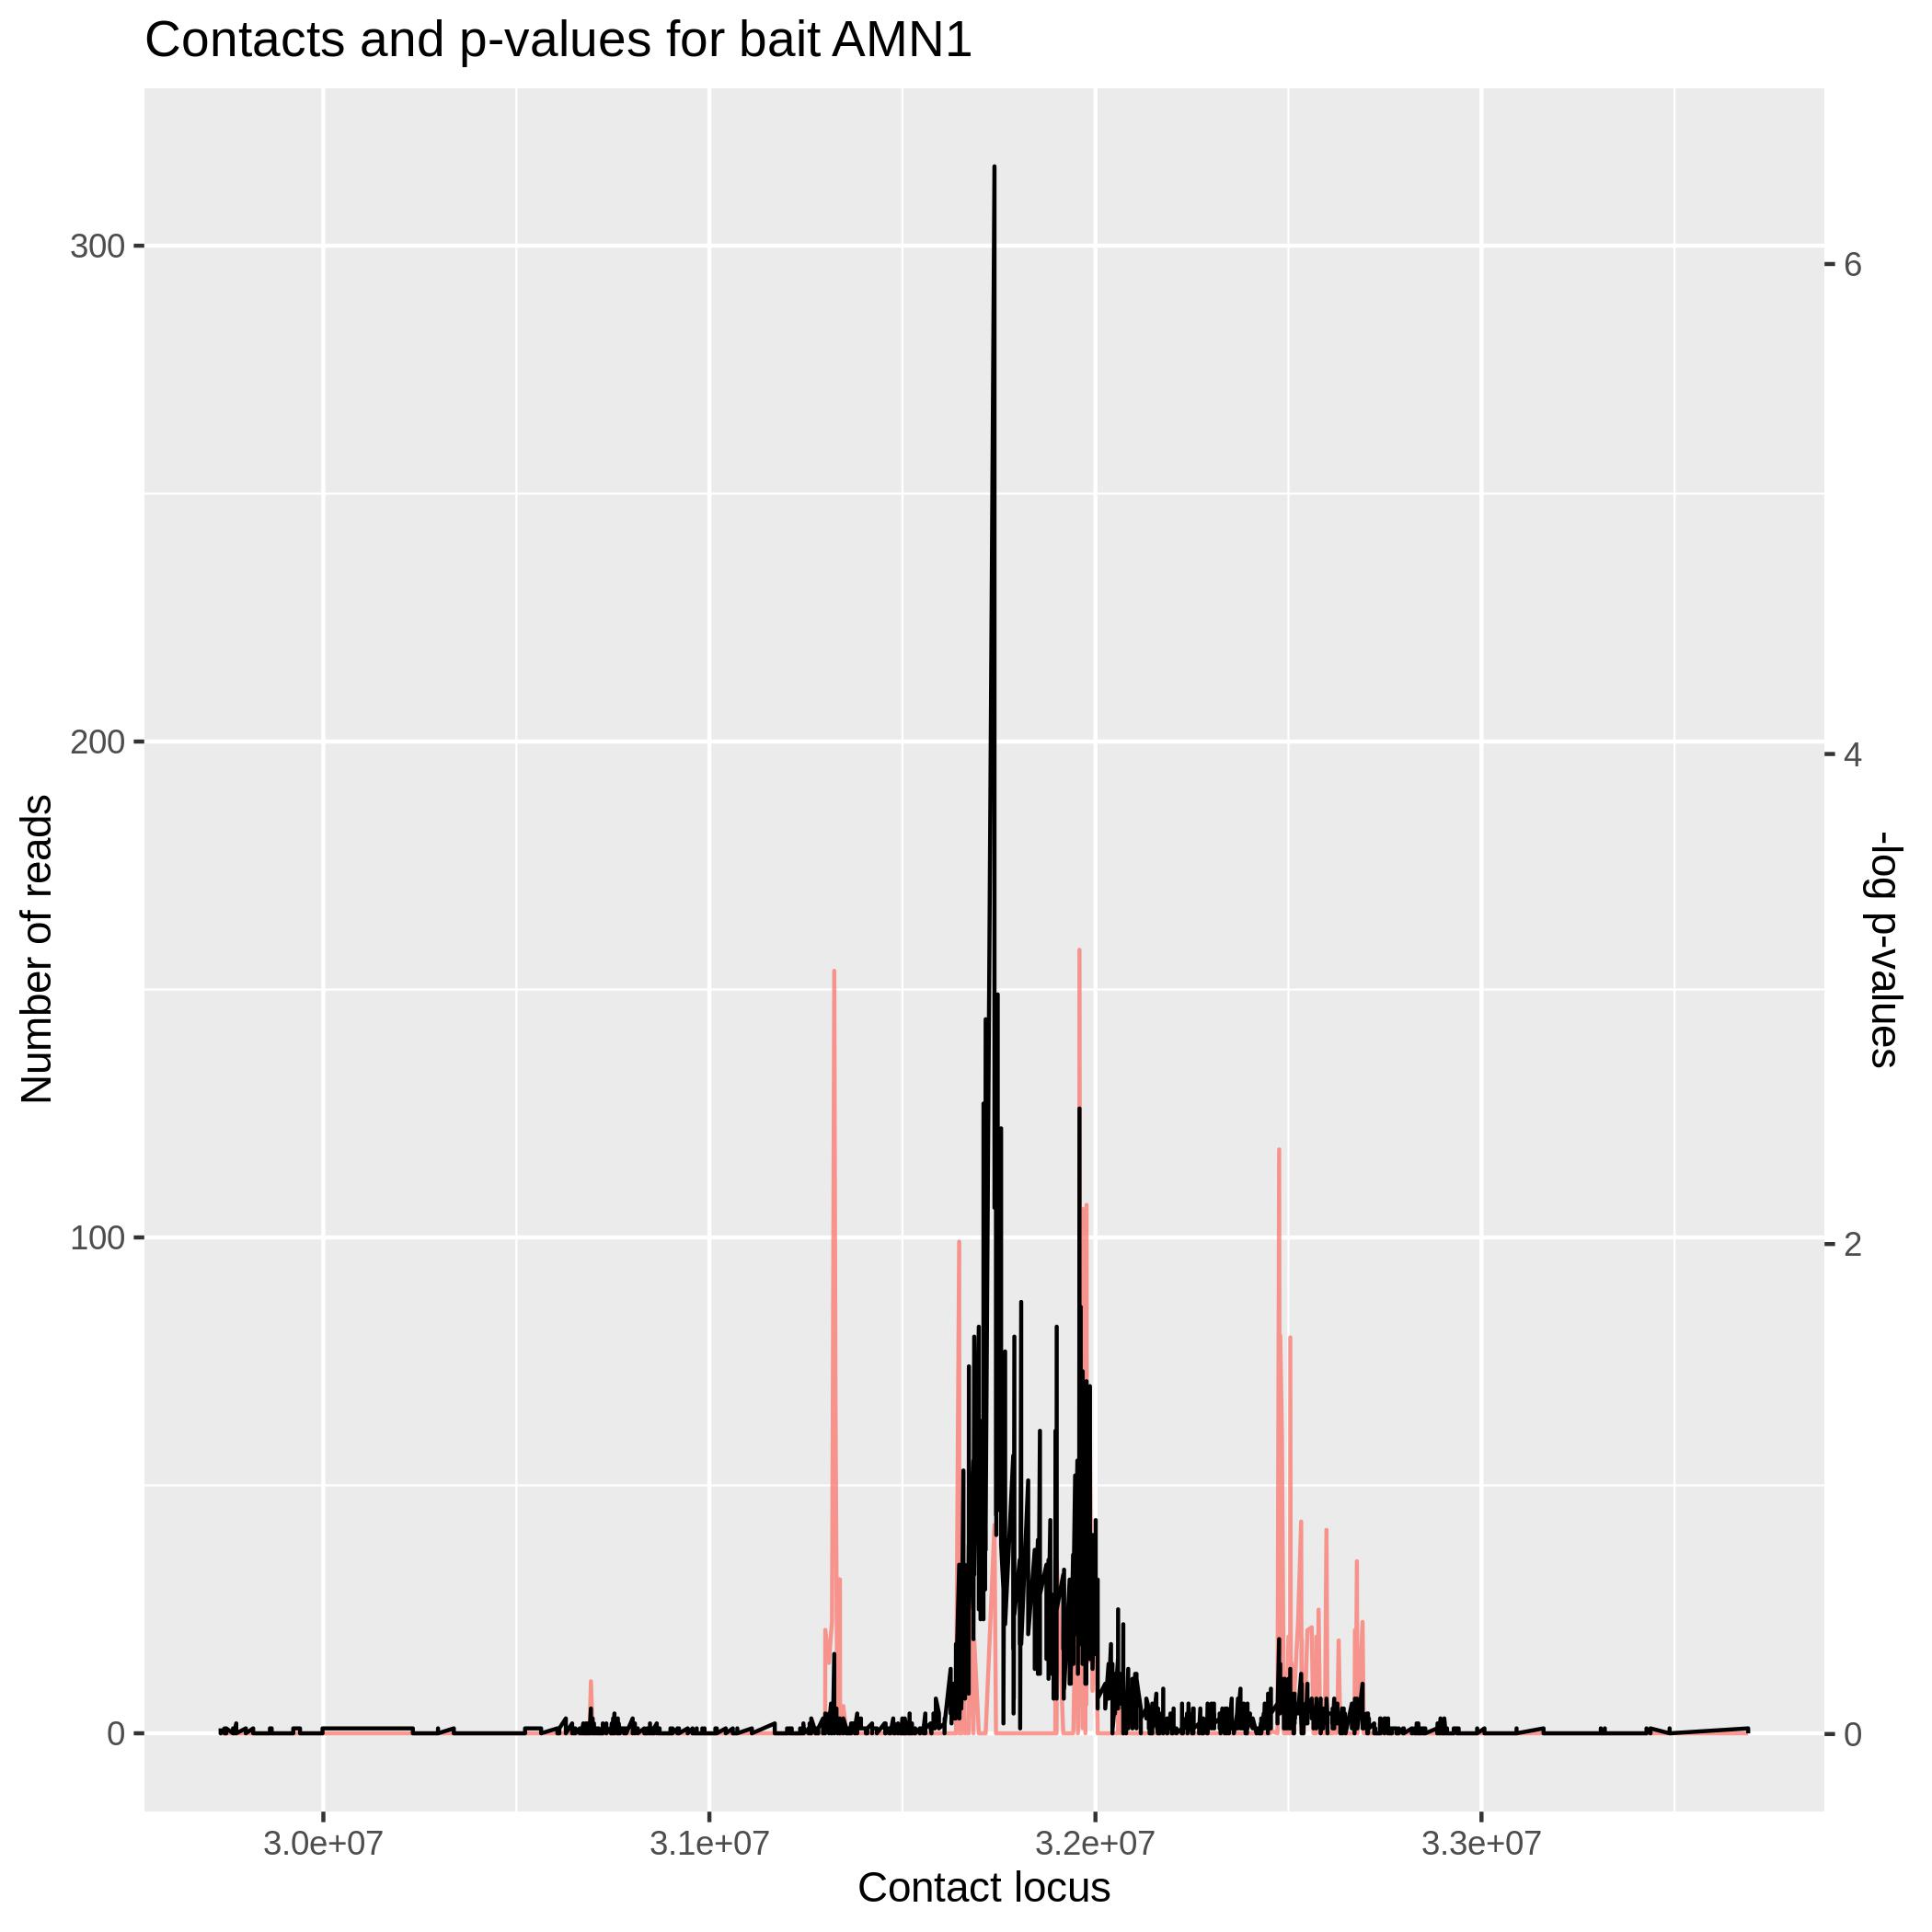 Contacts and p-values for bait AMN1
300
200
100
0
Number of reads
6
4
2
0
-log p-values
3.0e+07
3.1e+07
3.2e+07
3.3e+07
Contact locus